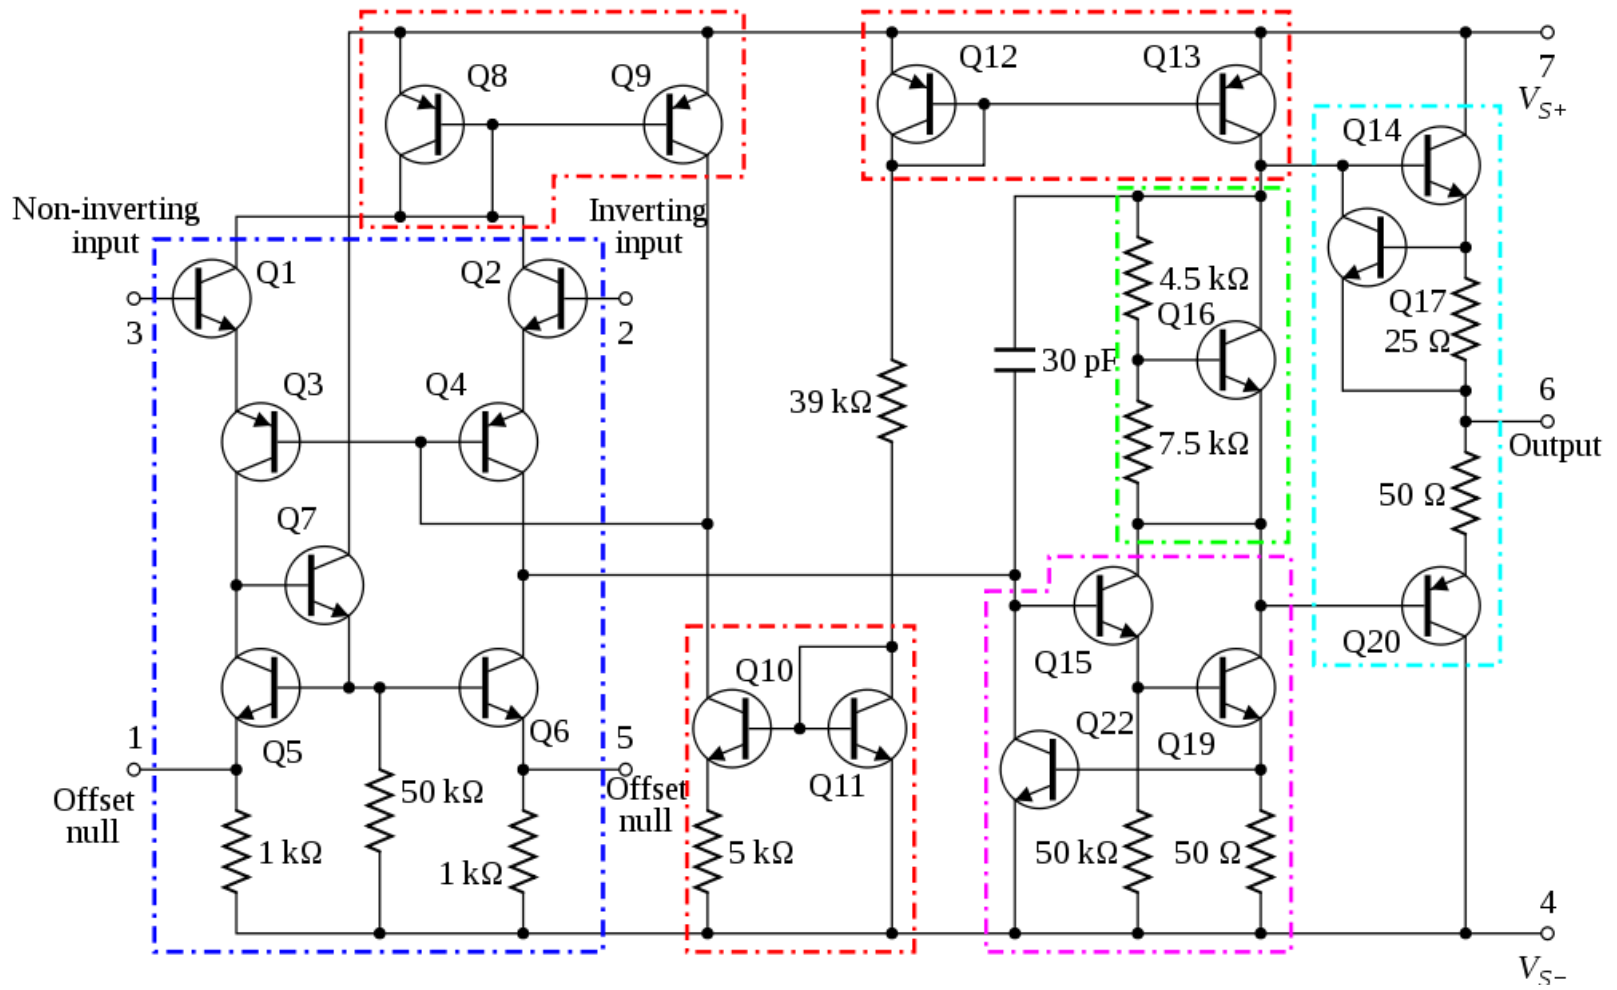 Q12
Q13
7
V_{S+}
Q8
Q9
Q14
Non-inverting
input
Inverting
input
Q1
Q2
3
2
4.5 kΩ
Q16
Q17
25 Ω
30 pF
Q3
Q4
39 kΩ
6
Output
7.5 kΩ
50 Ω
Q7
Q20
Q15
Q10
Q22
Q19
1
Q5
Q6
5
Q11
Offset
null
50 kΩ
Offset
null
1 kΩ
1 kΩ
5 kΩ
50 kΩ
50 Ω
4
V_{S−}